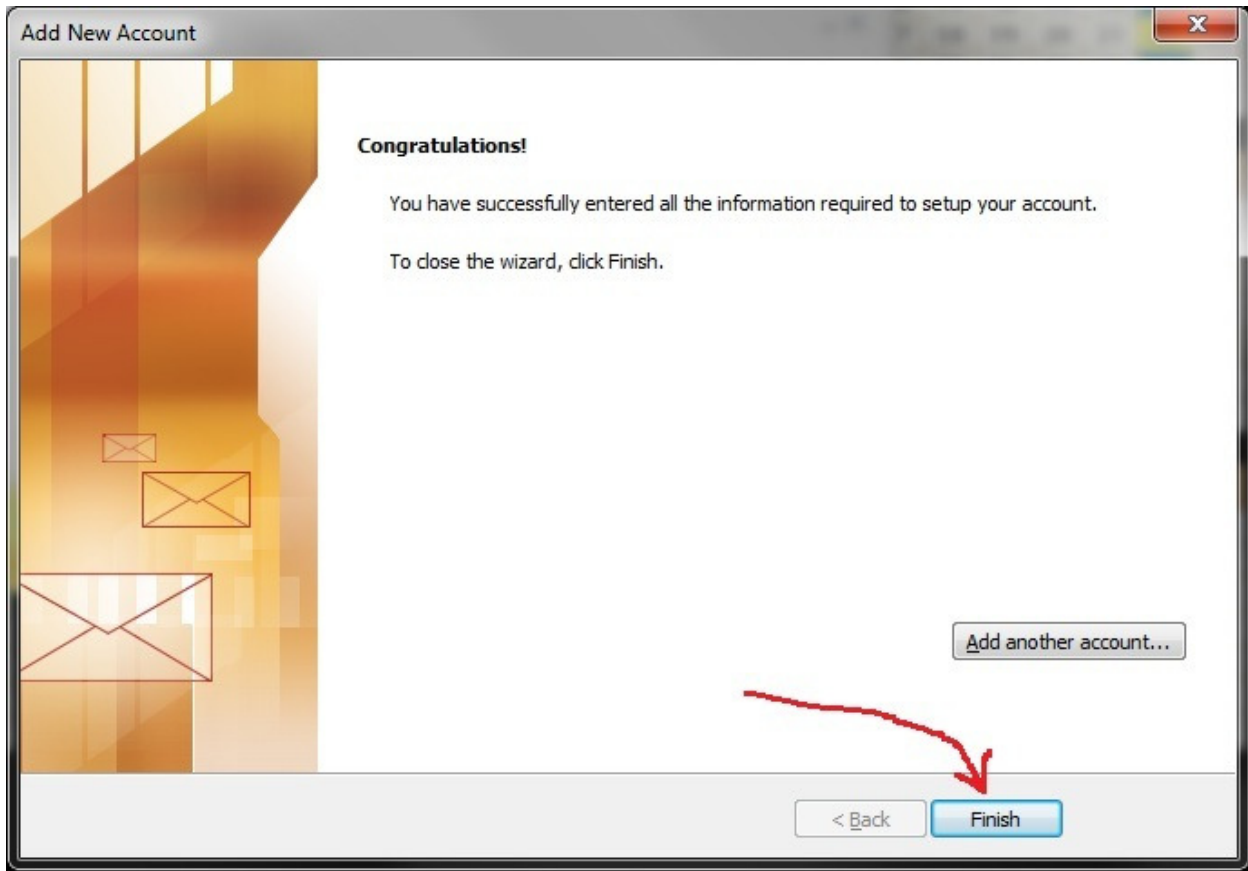 Add New Account
Congratulations!
You have successfully entered all the information required to setup your account.
To close the wizard, click Finish.
Add another account...
< Back
Finish